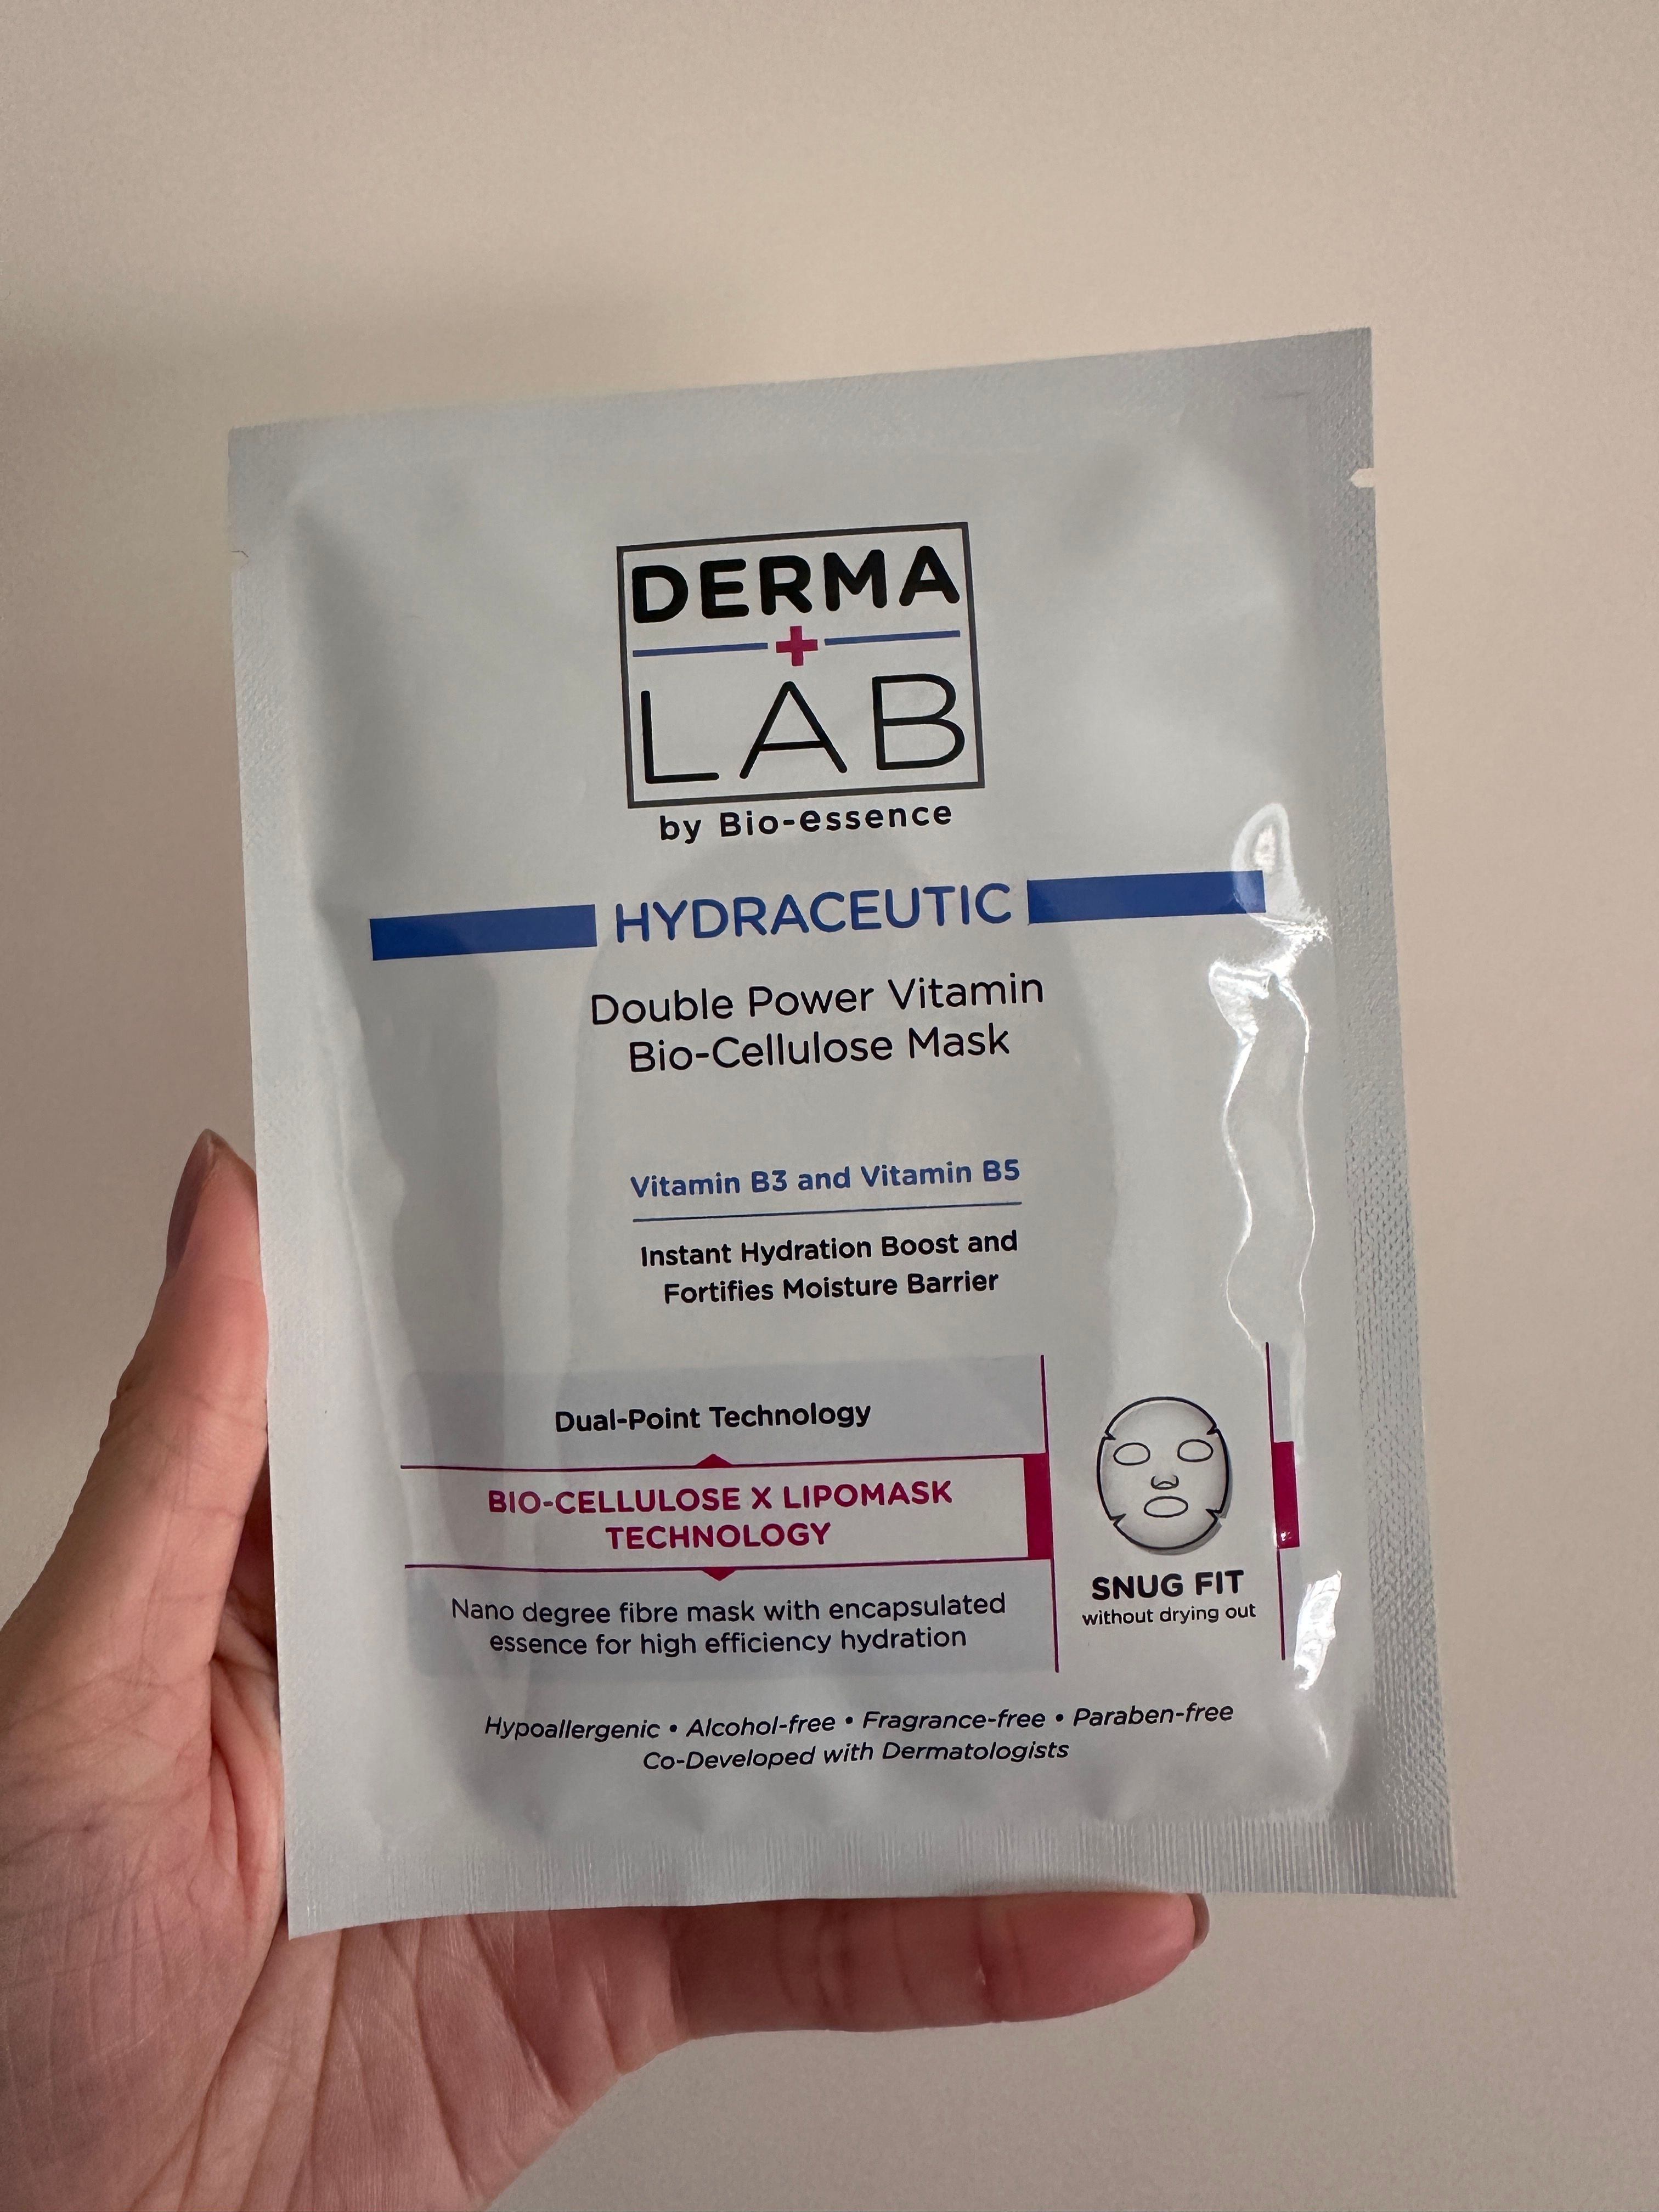 DERMA
+
LAB
by Bio-essence
HYDRACEUTIC
Double Power Vitamin
Bio-Cellulose Mask
Vitamin B3 and Vitamin B5
Instant Hydration Boost and
Fortifies Moisture Barrier
Dual-Point Technology
BIO-CELLULOSE X LIPOMASK
TECHNOLOGY
Nano degree fibre mask with encapsulated
essence for high efficiency hydration
SNUG FIT
without drying out
Hypoallergenic • Alcohol-free • Fragrance-free • Paraben-free
Co-Developed with Dermatologists